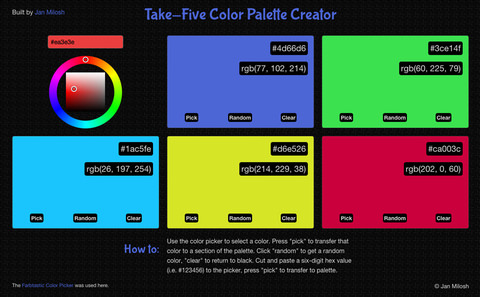 Built by Jan Milosh
Take-Five Color Palette Creator
#ea3e3e
#4d66d6
rgb(77, 102, 214)
Pick Random Clear
#3ce14f
rgb(60, 225, 79)
Pick Random Clear
#1ac5fe
rgb(26, 197, 254)
Pick Random Clear
#d6e526
rgb(214, 229, 38)
Pick Random Clear
#ca003c
rgb(202, 0, 60)
Pick Random Clear
How to:
Use the color picker to select a color. Press "pick" to transfer that
color to a section of the palette. Click "random" to get a random
color, "clear" to return to black. Cut and paste a six-digit hex value
(i.e. #123456) to the picker, press "pick" to transfer to palette.
The Farbtastic Color Picker was used here.
© Jan Milosh